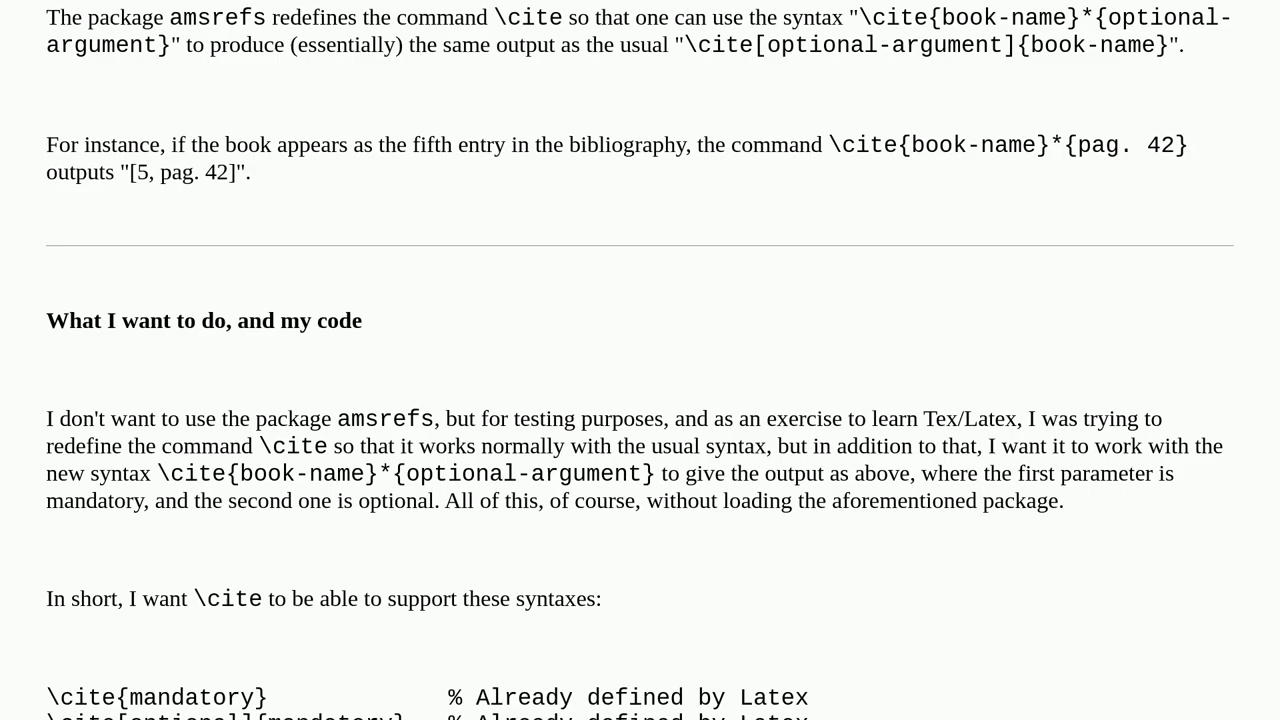 The package amsrefs redefines the command \cite so that one can use the syntax "\cite{book-name}*{optional-
argument}" to produce (essentially) the same output as the usual "\cite[optional-argument]{book-name}".
For instance, if the book appears as the fifth entry in the bibliography, the command \cite{book-name}*{pag. 42}
outputs "[5, pag. 42]".
What I want to do, and my code
I don't want to use the package amsrefs, but for testing purposes, and as an exercise to learn Tex/Latex, I was trying to
redefine the command \cite so that it works normally with the usual syntax, but in addition to that, I want it to work with the
new syntax \cite{book-name}*{optional-argument} to give the output as above, where the first parameter is
mandatory, and the second one is optional. All of this, of course, without loading the aforementioned package.
In short, I want \cite to be able to support these syntaxes:
\cite{mandatory}             % Already defined by Latex
\cite[optional]{mandatory}   % Already defined by Latex